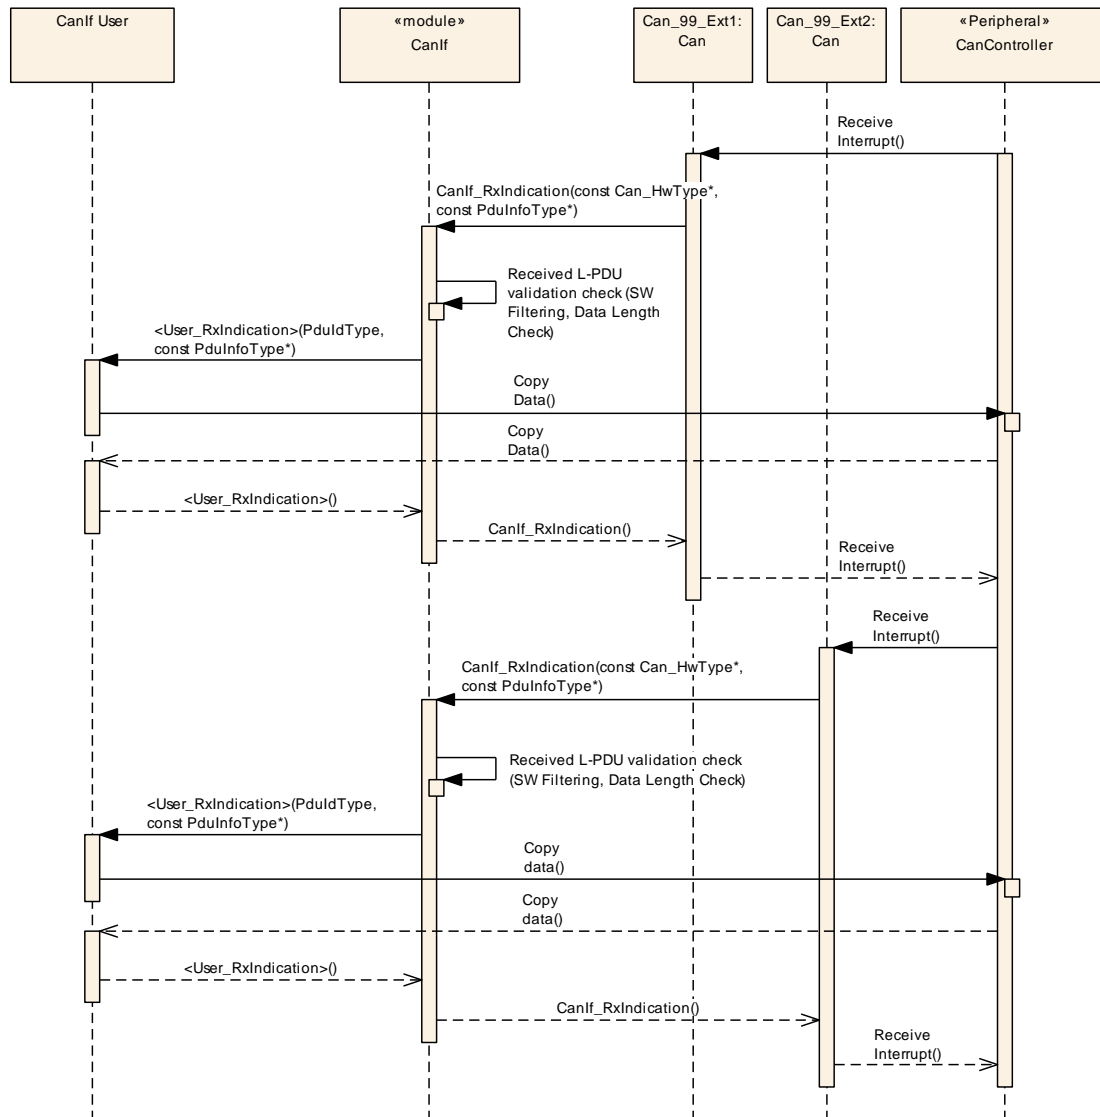 CanIf User
«module»
CanIf
Can_99_Ext1:
Can
Can_99_Ext2:
Can
«Peripheral»
CanController
Receive
Interrupt()
CanIf_RxIndication(const Can_HwType*,
const PduInfoType*)
Received L-PDU
validation check (SW
Filtering, Data Length
Check)
<User_RxIndication>(PduIdType,
const PduInfoType*)
Copy
Data()
Copy
Data()
<User_RxIndication>()
CanIf_RxIndication()
Receive
Interrupt()
Receive
Interrupt()
CanIf_RxIndication(const Can_HwType*,
const PduInfoType*)
Received L-PDU validation check
(SW Filtering, Data Length Check)
<User_RxIndication>(PduIdType,
const PduInfoType*)
Copy
data()
Copy
data()
<User_RxIndication>()
CanIf_RxIndication()
Receive
Interrupt()